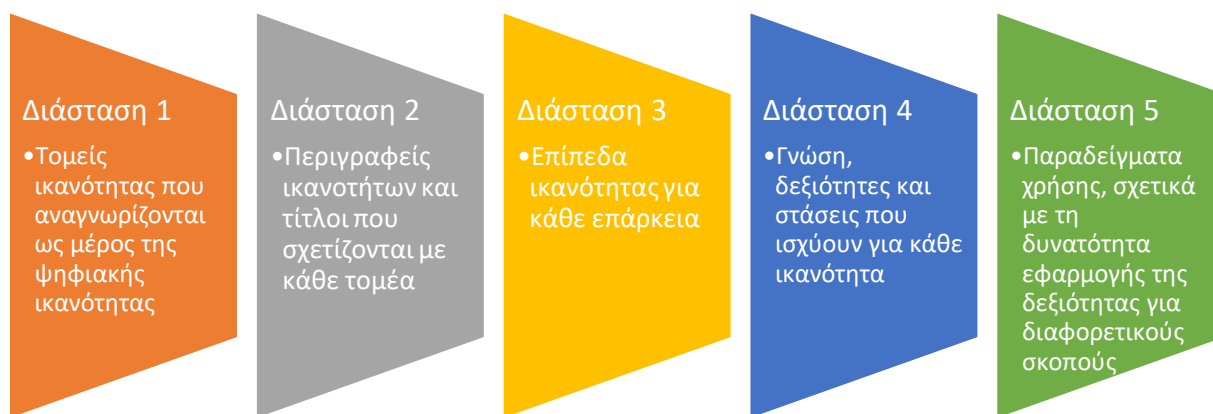 Διάσταση 1
•Τομείς
ικανότητας που
αναγνωρίζονται
ως μέρος της
ψηφιακής
ικανότητας
Διάσταση 2
•Περιγραφείς
ικανοτήτων και
τίτλοι που
σχετίζονται με
κάθε τομέα
Διάσταση 3
•Επίπεδα
ικανότητας για
κάθε επάρκεια
Διάσταση 4
•Γνώση,
δεξιότητες και
στάσεις που
ισχύουν για κάθε
ικανότητα
Διάσταση 5
•Παραδείγματα
χρήσης, σχετικά
με τη
δυνατότητα
εφαρμογής της
δεξιότητας για
διαφορετικούς
σκοπούς